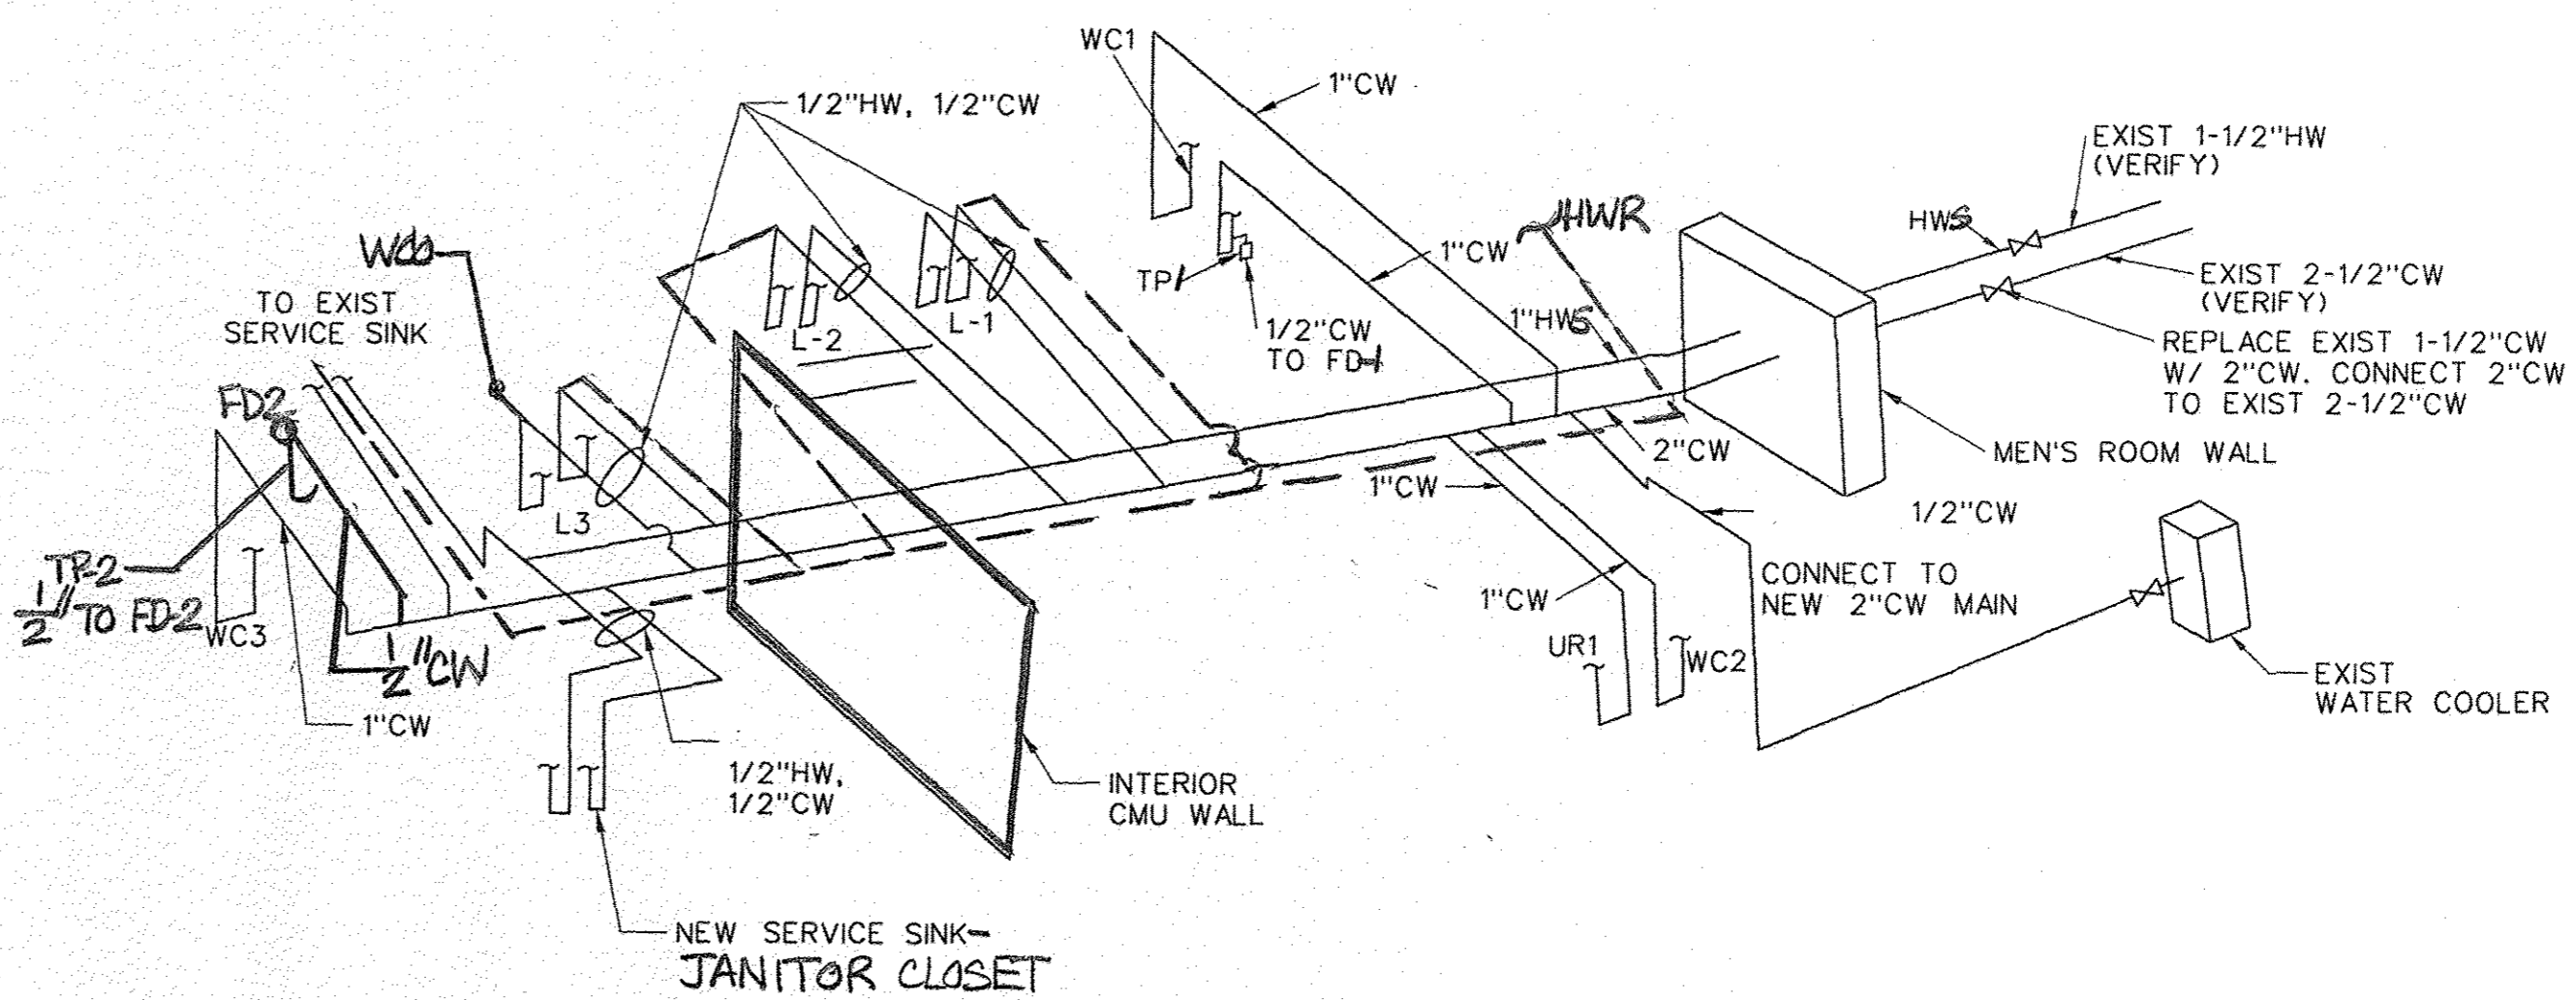 WC1
1"CW
1/2"HW, 1/2"CW
EXIST 1-1/2"HW
(VERIFY)
HWS
HWR
1"CW
TP1
EXIST 2-1/2"CW
(VERIFY)
TO EXIST
SERVICE SINK
L-1
L-2
1/2"CW
TO FD-1
1"HWS
REPLACE EXIST 1-1/2"CW
W/ 2"CW. CONNECT 2"CW
TO EXIST 2-1/2"CW
FD2
2"CW
MEN'S ROOM WALL
1"CW
L3
1/2"CW
TP-2
1/2" TO FD-2
WC3
CONNECT TO
NEW 2"CW MAIN
1"CW
UR1
WC2
1/2"CW
EXIST
WATER COOLER
1"CW
1/2"HW,
1/2"CW
INTERIOR
CMU WALL
NEW SERVICE SINK-
JANITOR CLOSET